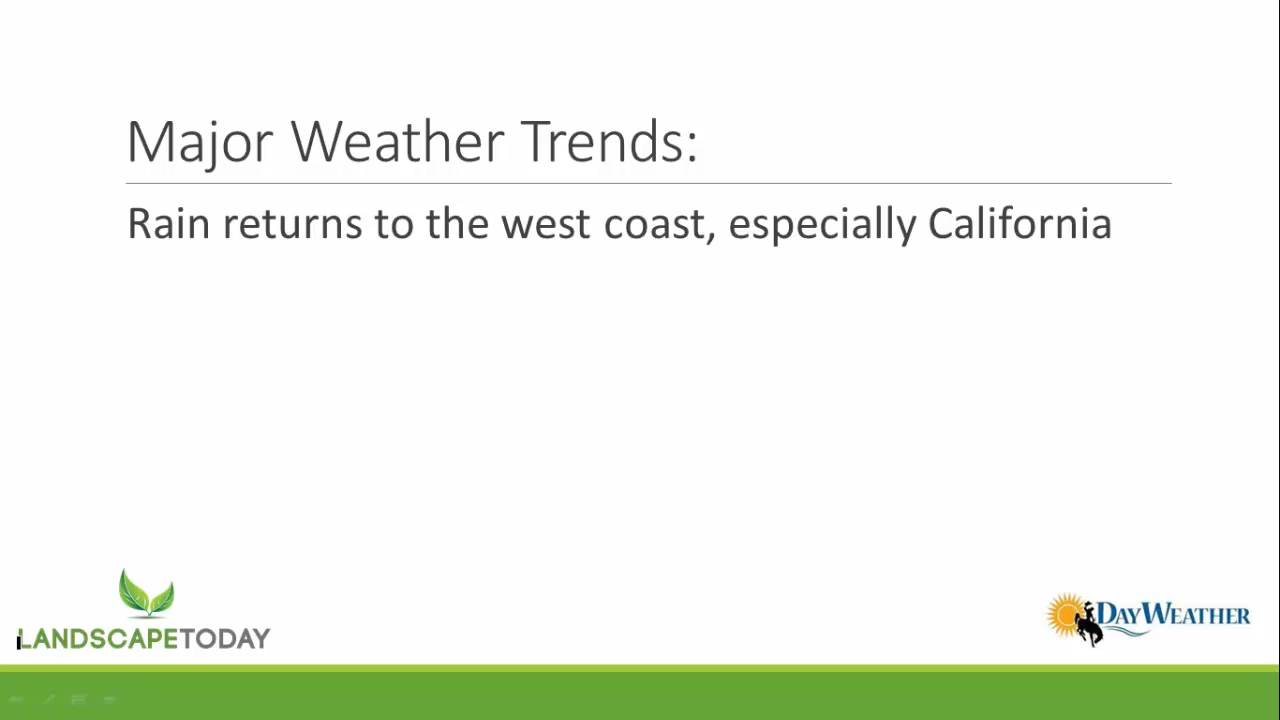 Major Weather Trends:
Rain returns to the west coast, especially California
LANDSCAPETODAY
DAYWEATHER